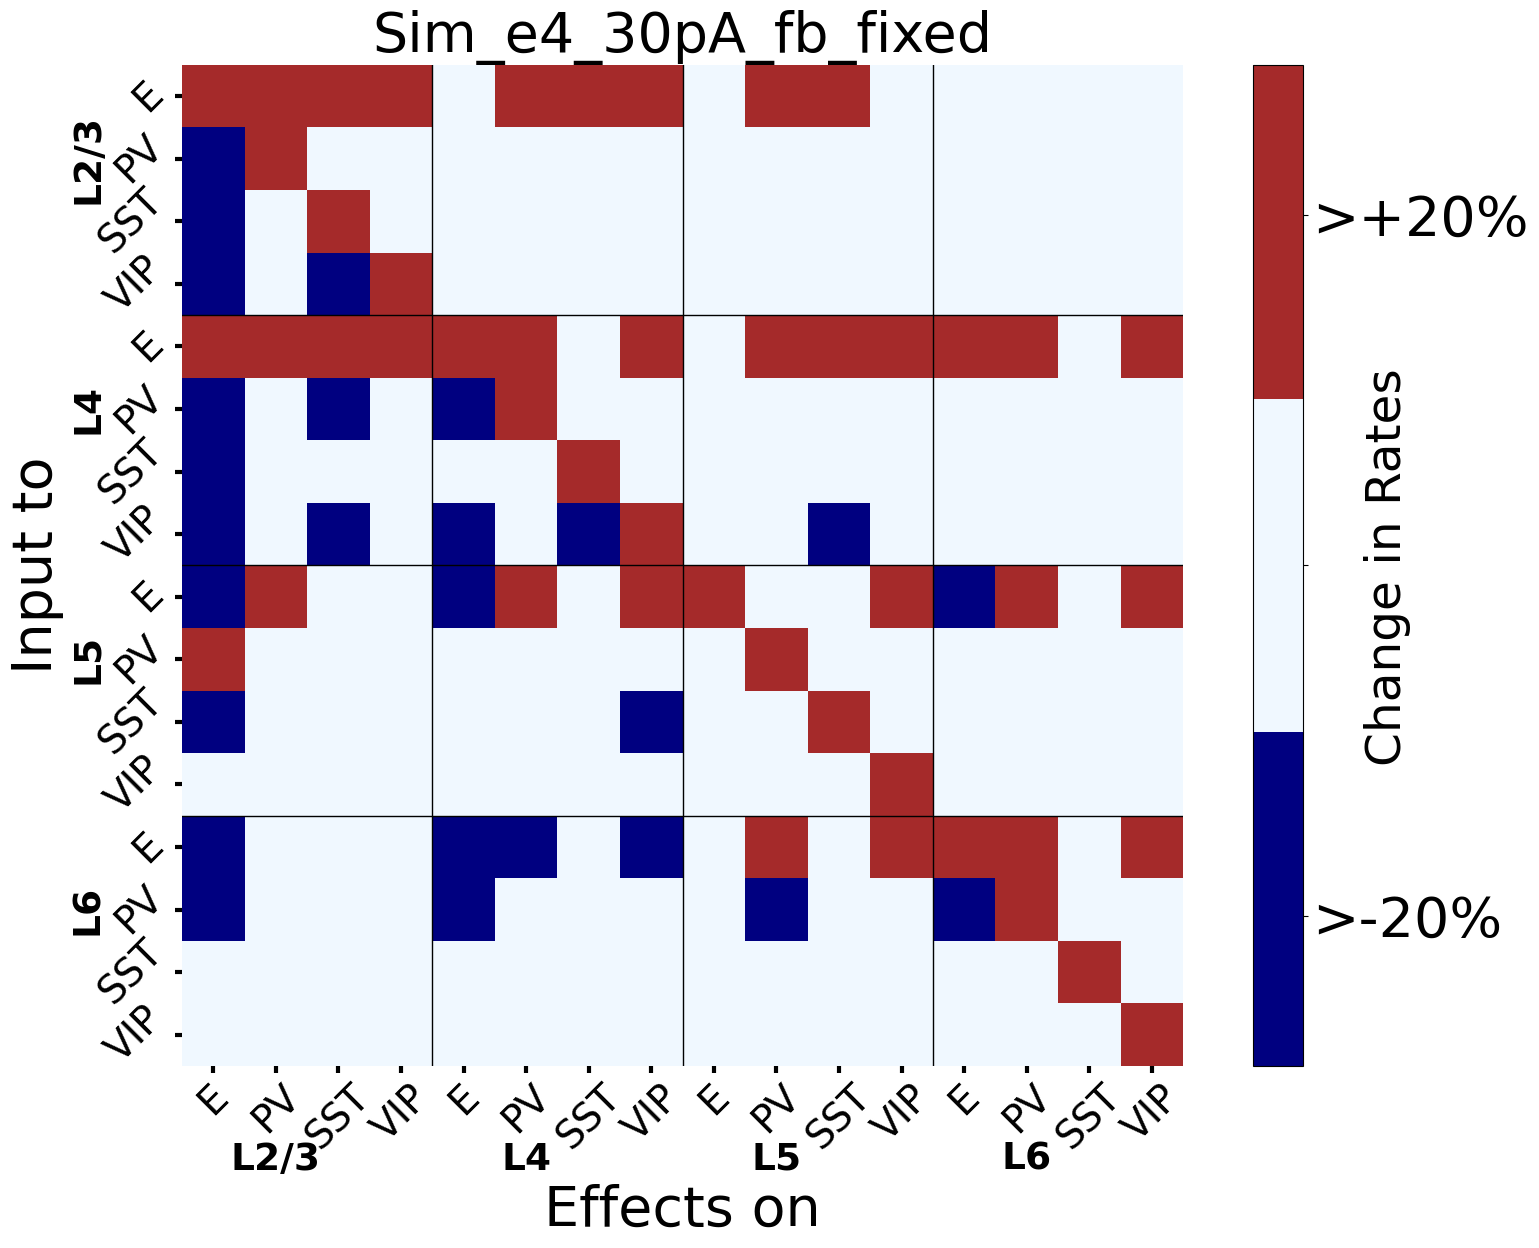 Sim_e4_30pA_fb_fixed
Input to
L2/3
E
PV
SST
VIP
L4
E
PV
SST
VIP
L5
E
PV
SST
VIP
L6
E
PV
SST
VIP
E PV SST VIP E PV SST VIP E PV SST VIP E PV SST VIP
L2/3 L4 L5 L6
Effects on
>+20%
>-20%
Change in Rates